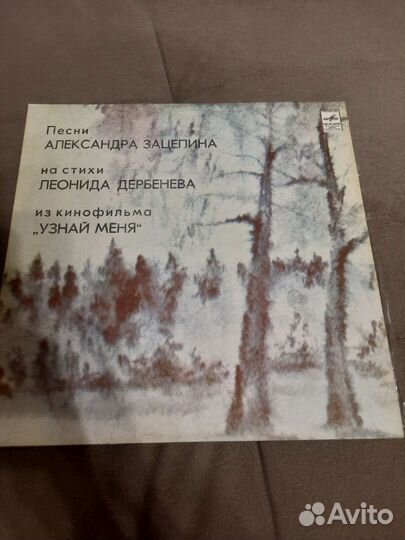 Песни
АЛЕКСАНДРА ЗАЦЕПИНА
на стихи
ЛЕОНИДА ДЕРБЕНЕВА
из кинофильма
„УЗНАЙ МЕНЯ“
Avito